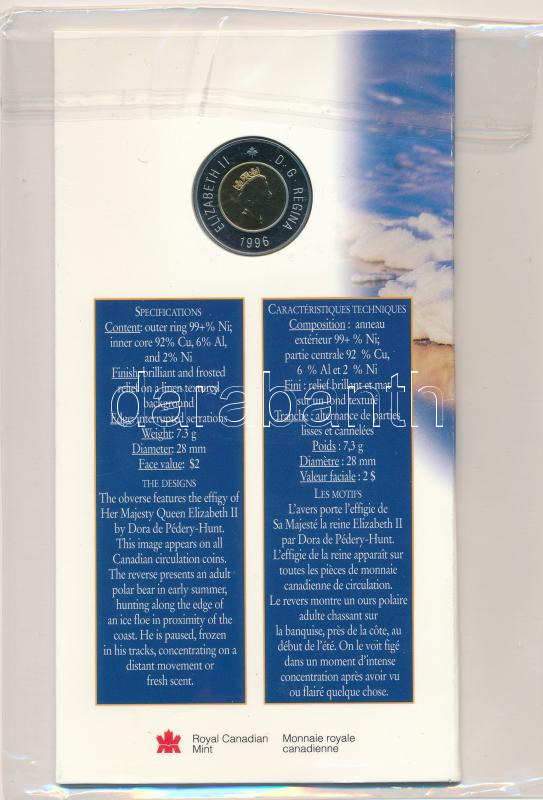 ELIZABETH II D·G·REGINA
1996
SPECIFICATIONS
Content: outer ring 99+% Ni;
inner core 92% Cu, 6% Al,
and 2% Ni
Finish: brilliant and frosted
relief on a linen textured
background
Edge: interrupted serrations
Weight: 7.3 g
Diameter: 28 mm
Face value: $2
THE DESIGNS
The obverse features the effigy of
Her Majesty Queen Elizabeth II
by Dora de Pédery-Hunt.
This image appears on all
Canadian circulation coins.
The reverse presents an adult
polar bear in early summer,
hunting along the edge of
an ice floe in proximity of the
coast. He is paused, frozen
in his tracks, concentrating on a
distant movement or
fresh scent.
CARACTÉRISTIQUES TECHNIQUES
Composition : anneau
extérieur 99+ % Ni;
partie centrale 92 % Cu,
6 % Al et 2 % Ni
Fini : relief brillant et mat
sur un fond texturé
Tranche : alternance de parties
lisses et cannelées
Poids : 7,3 g
Diamètre : 28 mm
Valeur faciale : 2 $
LES MOTIFS
L'avers porte l'effigie de
Sa Majesté la reine Elizabeth II
par Dora de Pédery-Hunt.
L'effigie de la reine apparaît sur
toutes les pièces de monnaie
canadienne de circulation.
Le revers montre un ours polaire
adulte chassant sur
la banquise, près de la côte, au
début de l'été. On le voit figé
dans un moment d'intense
concentration après avoir vu
ou flairé quelque chose.
darabanth
Royal Canadian
Mint
Monnaie royale
canadienne